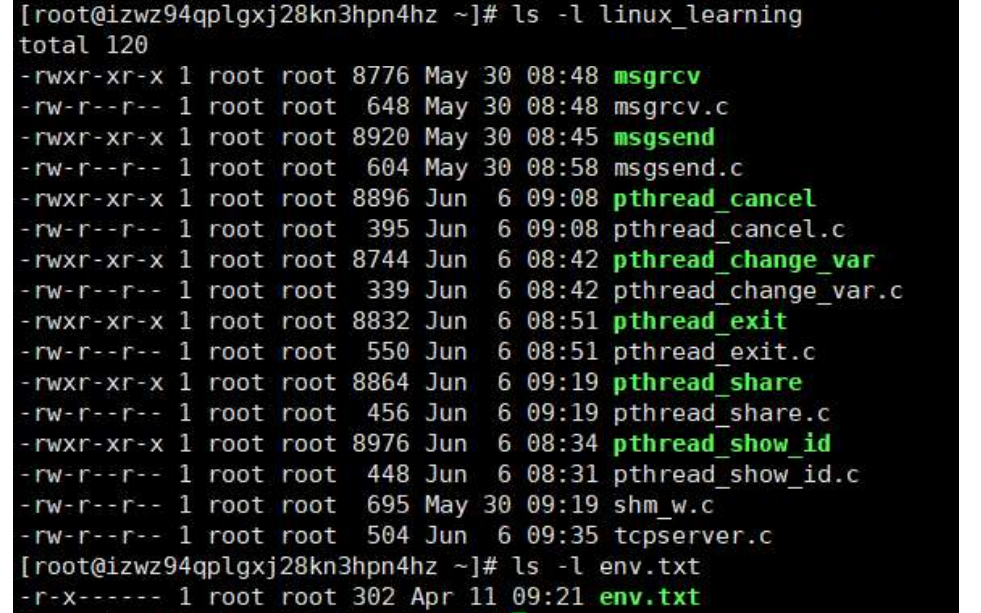 [root@izwz94qplgxj28kn3hpn4hz ~]# ls -l linux_learning
total 120
-rwxr-xr-x 1 root root 8776 May 30 08:48 msgrcv
-rw-r--r-- 1 root root  648 May 30 08:48 msgrcv.c
-rwxr-xr-x 1 root root 8920 May 30 08:45 msgsend
-rw-r--r-- 1 root root  604 May 30 08:58 msgsend.c
-rwxr-xr-x 1 root root 8896 Jun  6 09:08 pthread_cancel
-rw-r--r-- 1 root root  395 Jun  6 09:08 pthread_cancel.c
-rwxr-xr-x 1 root root 8744 Jun  6 08:42 pthread_change_var
-rw-r--r-- 1 root root  339 Jun  6 08:42 pthread_change_var.c
-rwxr-xr-x 1 root root 8832 Jun  6 08:51 pthread_exit
-rw-r--r-- 1 root root  550 Jun  6 08:51 pthread_exit.c
-rwxr-xr-x 1 root root 8864 Jun  6 09:19 pthread_share
-rw-r--r-- 1 root root  456 Jun  6 09:19 pthread_share.c
-rwxr-xr-x 1 root root 8976 Jun  6 08:34 pthread_show_id
-rw-r--r-- 1 root root  448 Jun  6 08:31 pthread_show_id.c
-rw-r--r-- 1 root root  695 May 30 09:19 shm_w.c
-rw-r--r-- 1 root root  504 Jun  6 09:35 tcpserver.c
[root@izwz94qplgxj28kn3hpn4hz ~]# ls -l env.txt
-r-x------ 1 root root 302 Apr 11 09:21 env.txt